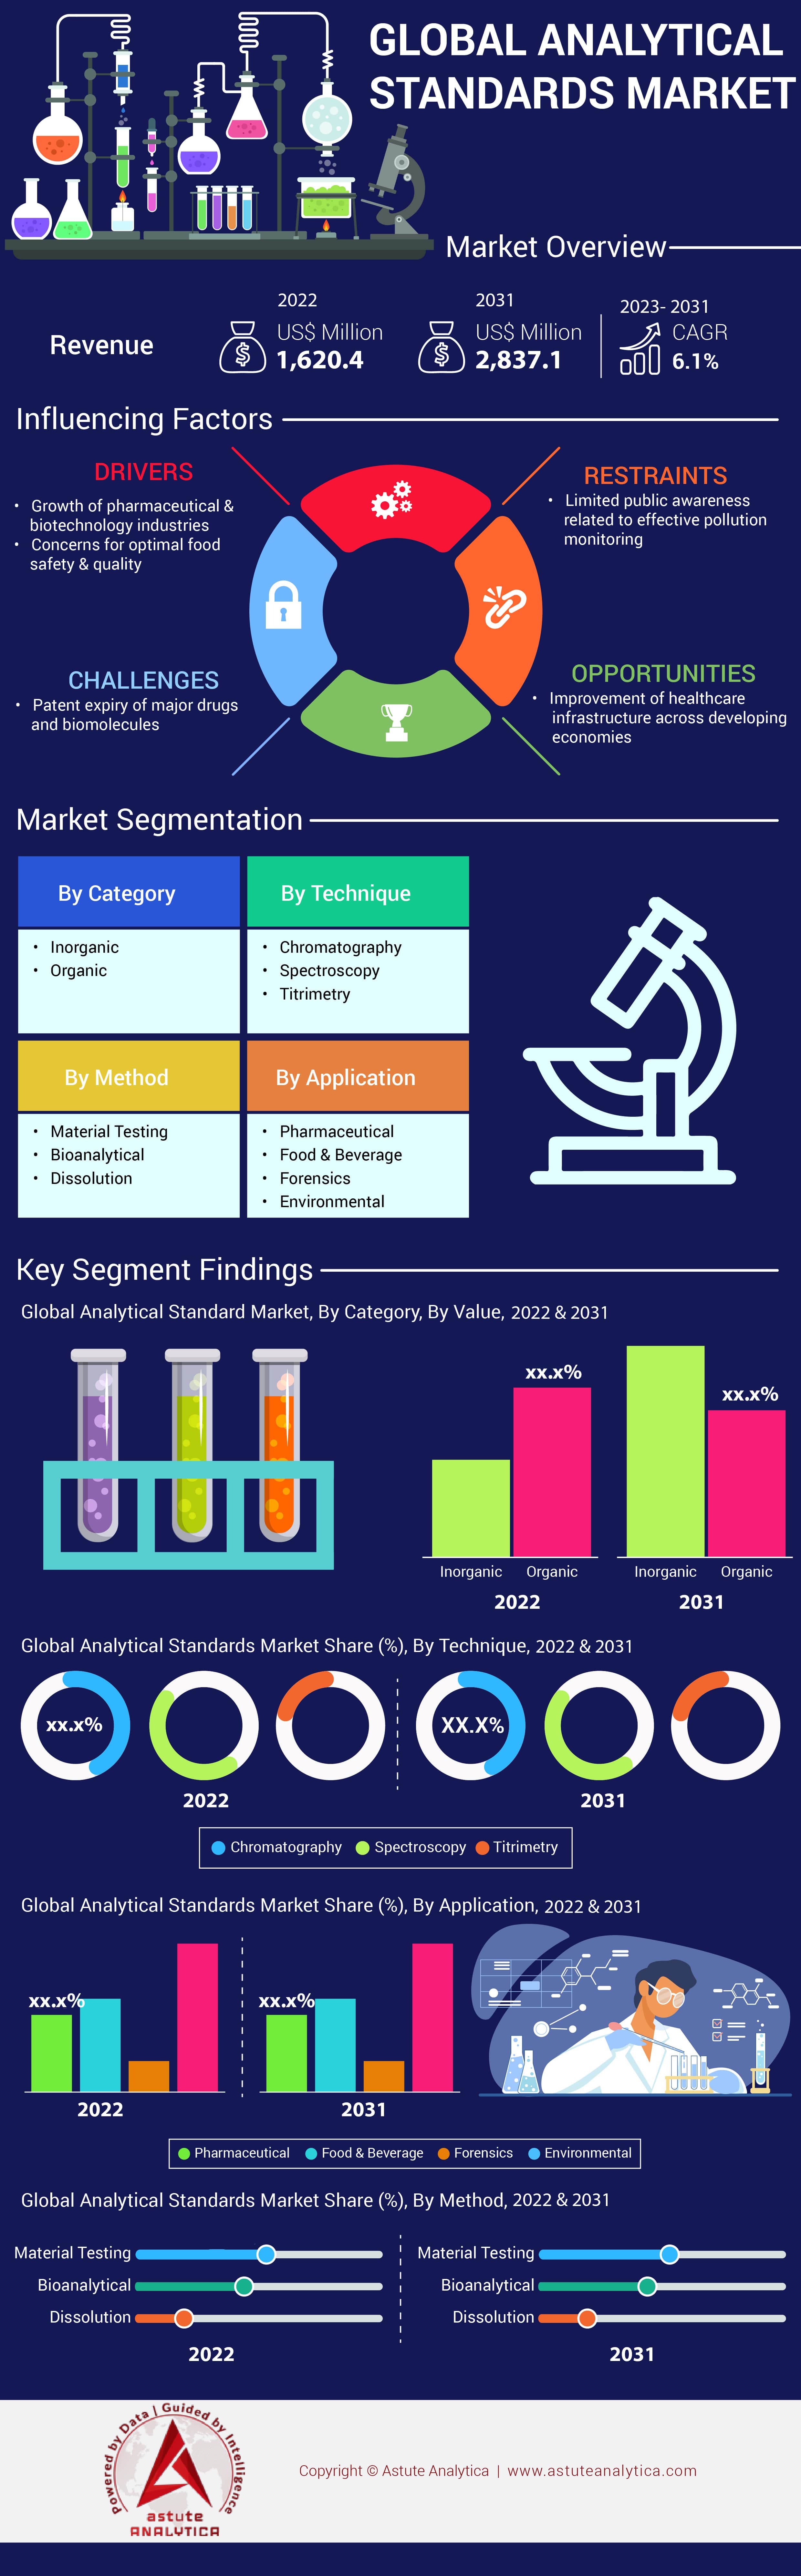 GLOBAL ANALYTICAL
STANDARDS MARKET
Market Overview
Revenue
2022
US$ Million
1,620.4
2031
US$ Million
2,837.1
2023- 2031
CAGR
6.1%
Influencing Factors
DRIVERS
• Growth of pharmaceutical &
biotechnology industries
• Concerns for optimal food
safety & quality
RESTRAINTS
• Limited public awareness
related to effective pollution
monitoring
CHALLENGES
• Patent expiry of major drugs
and biomolecules
OPPORTUNITIES
• Improvement of healthcare
infrastructure across developing
economies
Market Segmentation
By Category
• Inorganic
• Organic
By Technique
• Chromatography
• Spectroscopy
• Titrimetry
By Method
• Material Testing
• Bioanalytical
• Dissolution
By Application
• Pharmaceutical
• Food & Beverage
• Forensics
• Environmental
Key Segment Findings
Global Analytical Standard Market, By Category, By Value, 2022 & 2031
xx.x%
xx.x%
Inorganic Organic Inorganic Organic
2022 2031
Global Analytical Standards Market Share (%), By Technique, 2022 & 2031
xx.x% XX.X%
2022 2031
Chromatography Spectroscopy Titrimetry
Global Analytical Standards Market Share (%), By Application, 2022 & 2031
xx.x% xx.x%
2022 2031
Pharmaceutical Food & Beverage Forensics Environmental
Global Analytical Standards Market Share (%), By Method, 2022 & 2031
Material Testing Material Testing
Bioanalytical Bioanalytical
Dissolution Dissolution
2022 2031
Powered by Data | Guided by Intelligence
astute
ANALYTICA
Copyright © Astute Analytica | www.astuteanalytica.com